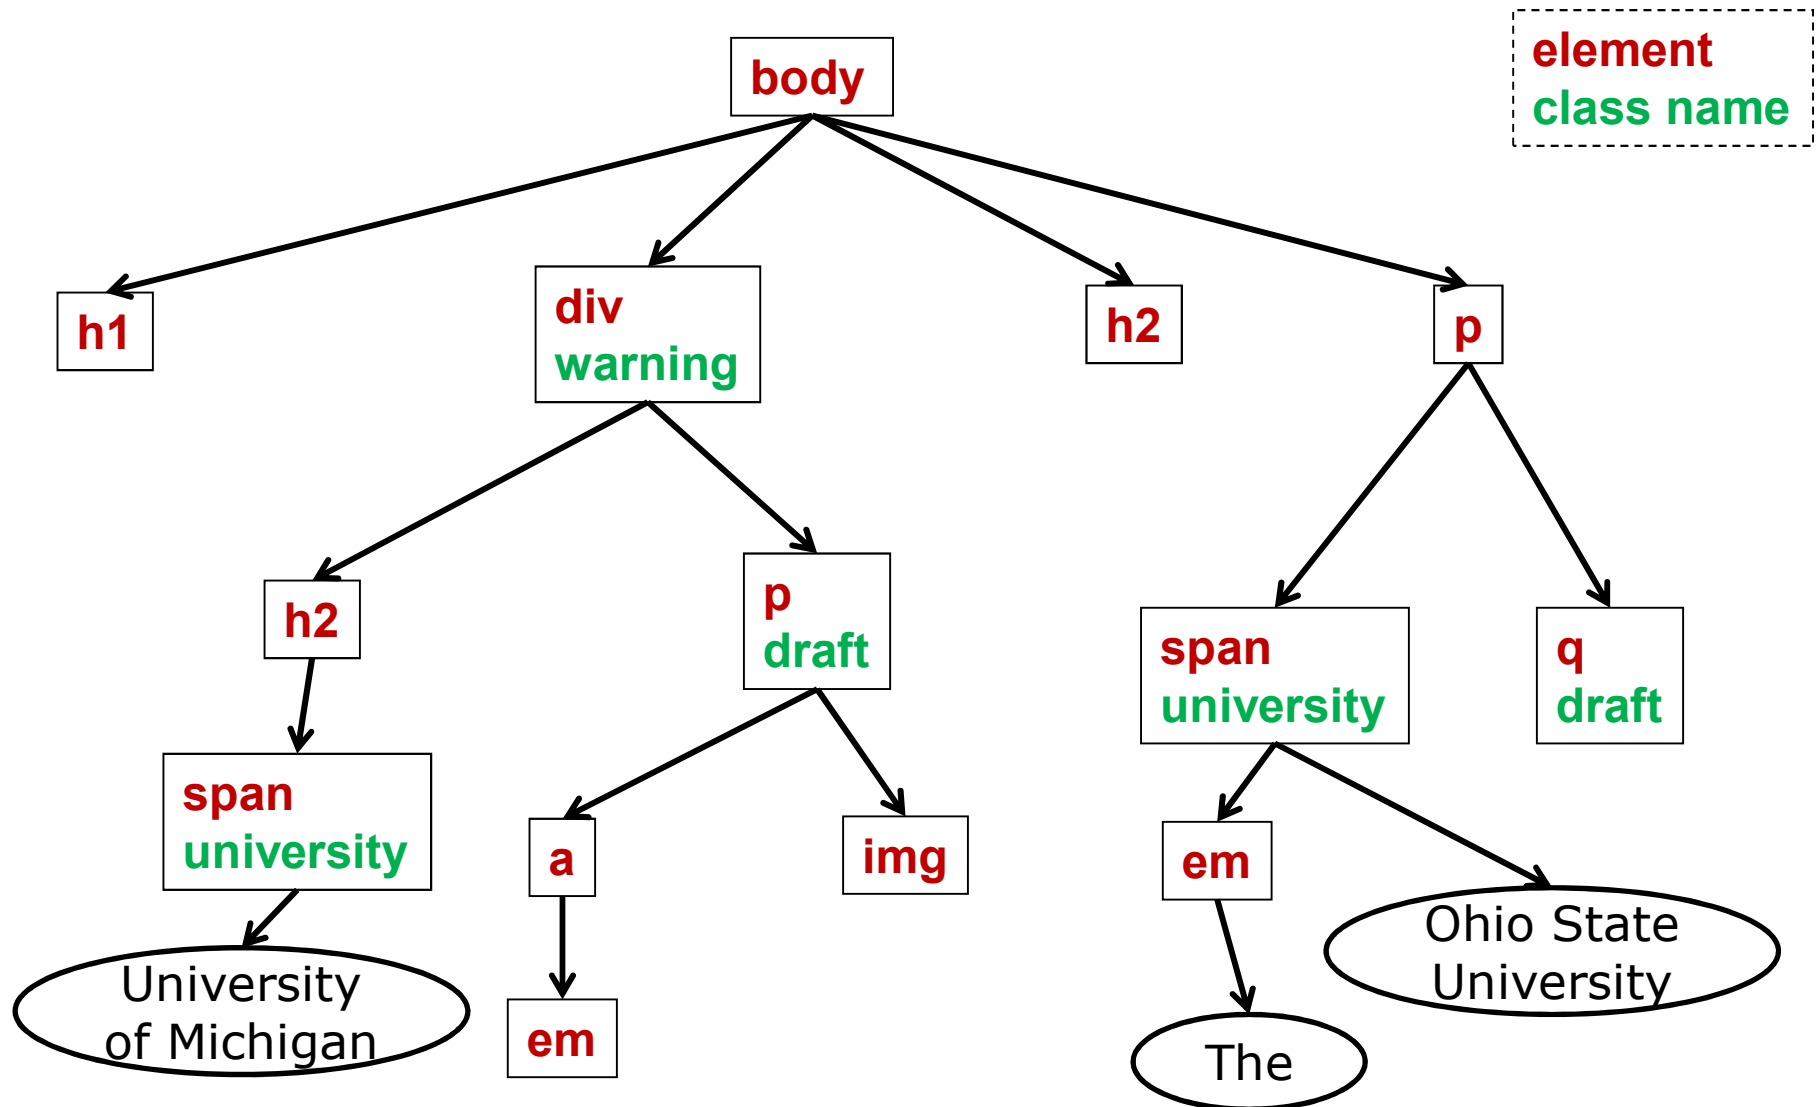 element
class name
body
h1
div
warning
h2
p
h2
p
draft
span
university
q
draft
span
university
a
img
em
Ohio State
University
University
of Michigan
em
The